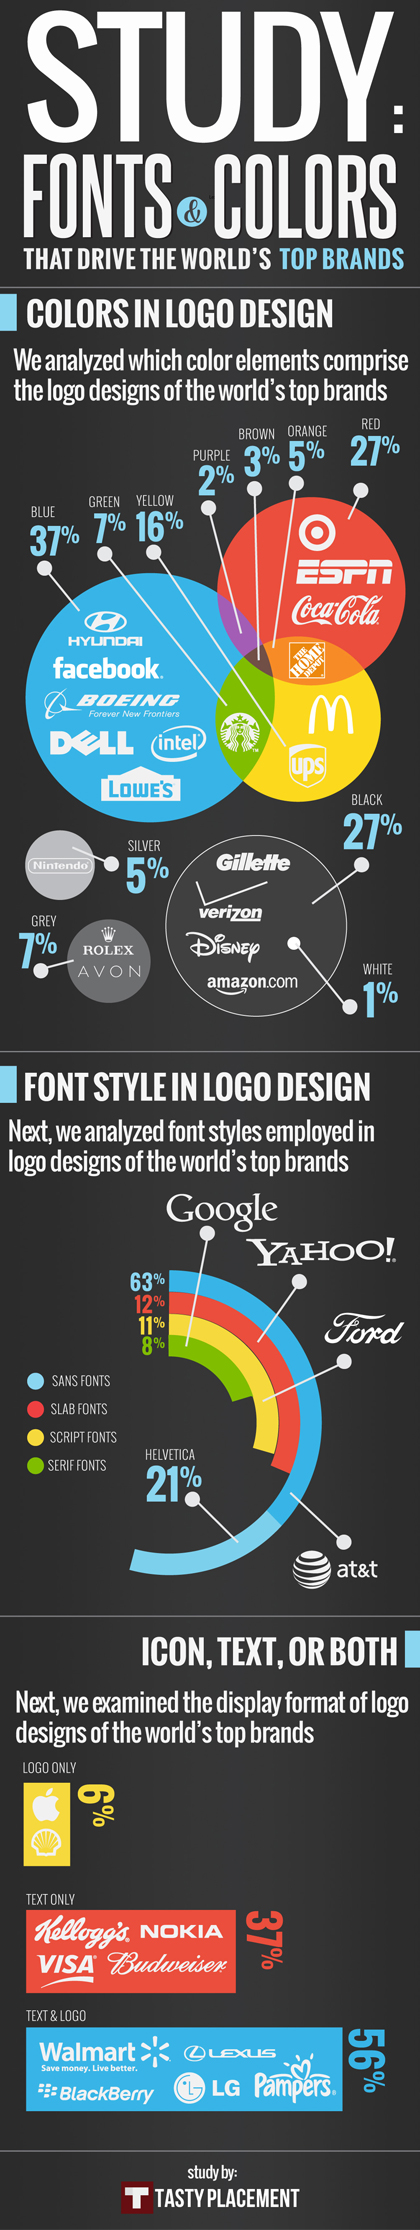 STUDY:
FONTS & COLORS
THAT DRIVE THE WORLD'S TOP BRANDS
COLORS IN LOGO DESIGN
We analyzed which color elements comprise
the logo designs of the world's top brands
BLUE
37%
GREEN
7%
YELLOW
16%
PURPLE
2%
BROWN
3%
ORANGE
5%
RED
27%
ESPN
Coca-Cola
THE
HOME
DEPOT
HYUNDAI
facebook
BOEING
Forever New Frontiers
DELL
intel
LOWE'S
ups
BLACK
27%
Nintendo
SILVER
5%
GREY
7%
ROLEX
AVON
Gillette
verizon
DISNEY
amazon.com
WHITE
1%
FONT STYLE IN LOGO DESIGN
Next, we analyzed font styles employed in
logo designs of the world's top brands
Google
YAHOO!
Ford
63%
12%
11%
8%
SANS FONTS
SLAB FONTS
SCRIPT FONTS
SERIF FONTS
HELVETICA
21%
at&t
ICON, TEXT, OR BOTH
Next, we examined the display format of logo
designs of the world's top brands
LOGO ONLY
6%
TEXT ONLY
Kellogg's NOKIA
VISA Budweiser
37%
TEXT & LOGO
Walmart
Save money. Live better.
LEXUS
BlackBerry
LG
Pampers
56%
study by:
T TASTY PLACEMENT